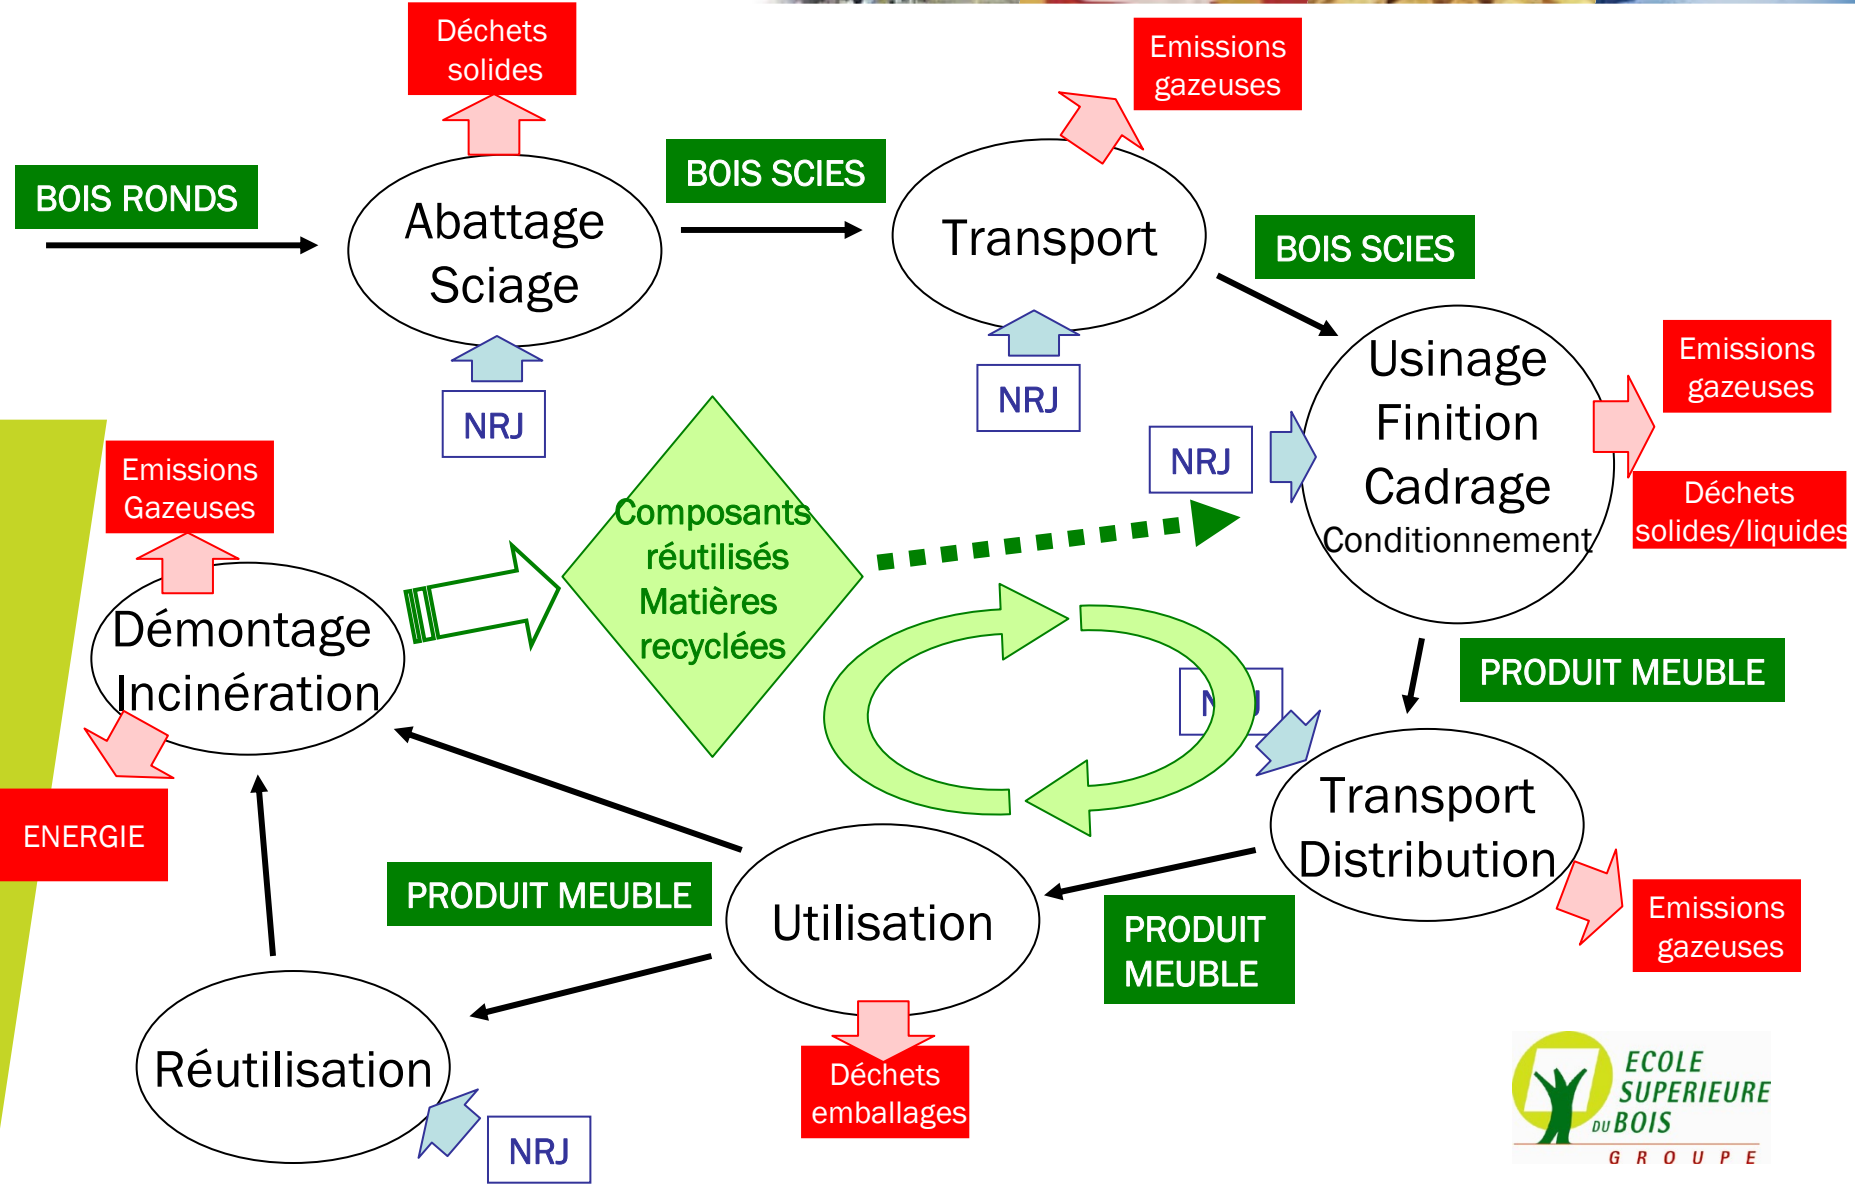 Déchets
solides
Emissions
gazeuses
BOIS RONDS
BOIS SCIES
Abattage
Sciage
Transport
BOIS SCIES
NRJ
NRJ
NRJ
Usinage
Finition
Cadrage
Conditionnement
Emissions
gazeuses
Déchets
solides/liquides
Emissions
Gazeuses
Composants
réutilisés
Matières
recyclées
Démontage
Incinération
PRODUIT MEUBLE
NRJ
Transport
Distribution
ENERGIE
PRODUIT MEUBLE
Utilisation
PRODUIT
MEUBLE
Emissions
gazeuses
Réutilisation
NRJ
Déchets
emballages
ECOLE
SUPERIEURE
DU BOIS
GROUPE